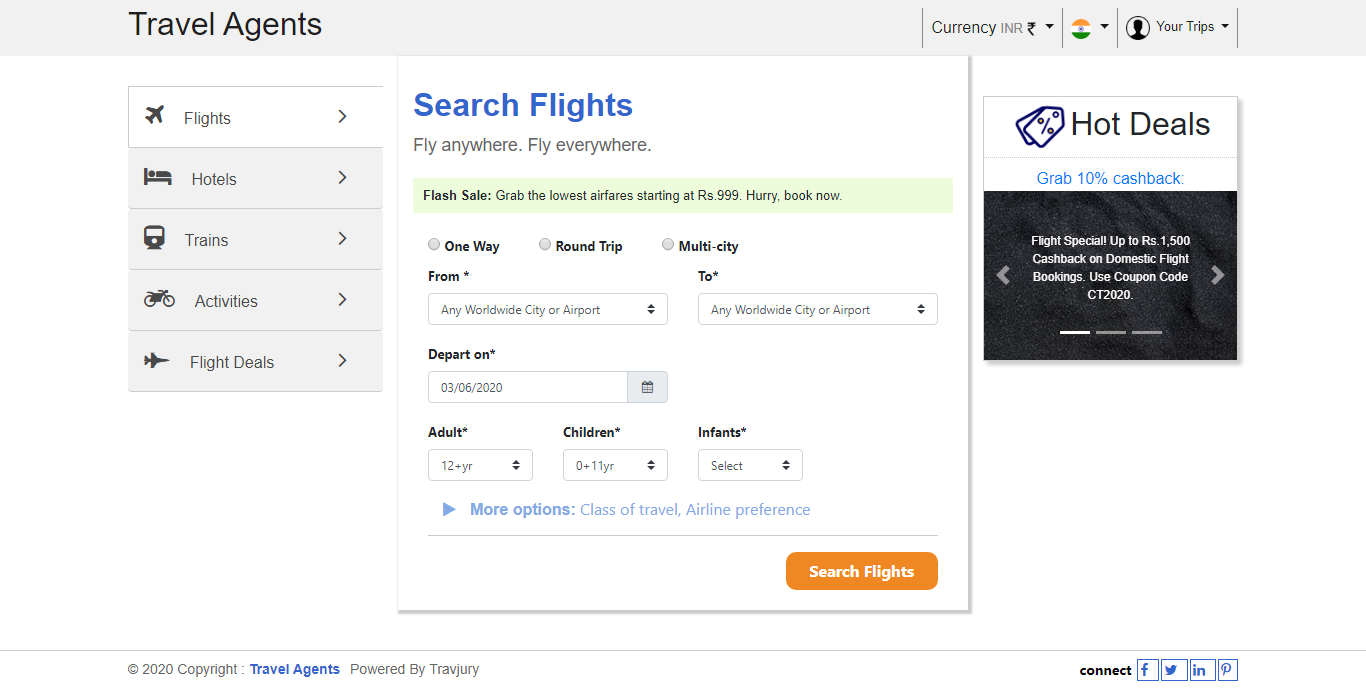 Travel Agents
Currency INR ₹
Your Trips
Flights
Hotels
Trains
Activities
Flight Deals
Search Flights
Fly anywhere. Fly everywhere.
Flash Sale: Grab the lowest airfares starting at Rs.999. Hurry, book now.
One Way Round Trip Multi-city
From * To*
Any Worldwide City or Airport Any Worldwide City or Airport
Depart on*
03/06/2020
Adult* Children* Infants*
12+yr 0+11yr Select
More options: Class of travel, Airline preference
Search Flights
Hot Deals
Grab 10% cashback:
Flight Special! Up to Rs.1,500
Cashback on Domestic Flight
Bookings. Use Coupon Code
CT2020.
© 2020 Copyright : Travel Agents Powered By Travjury
connect